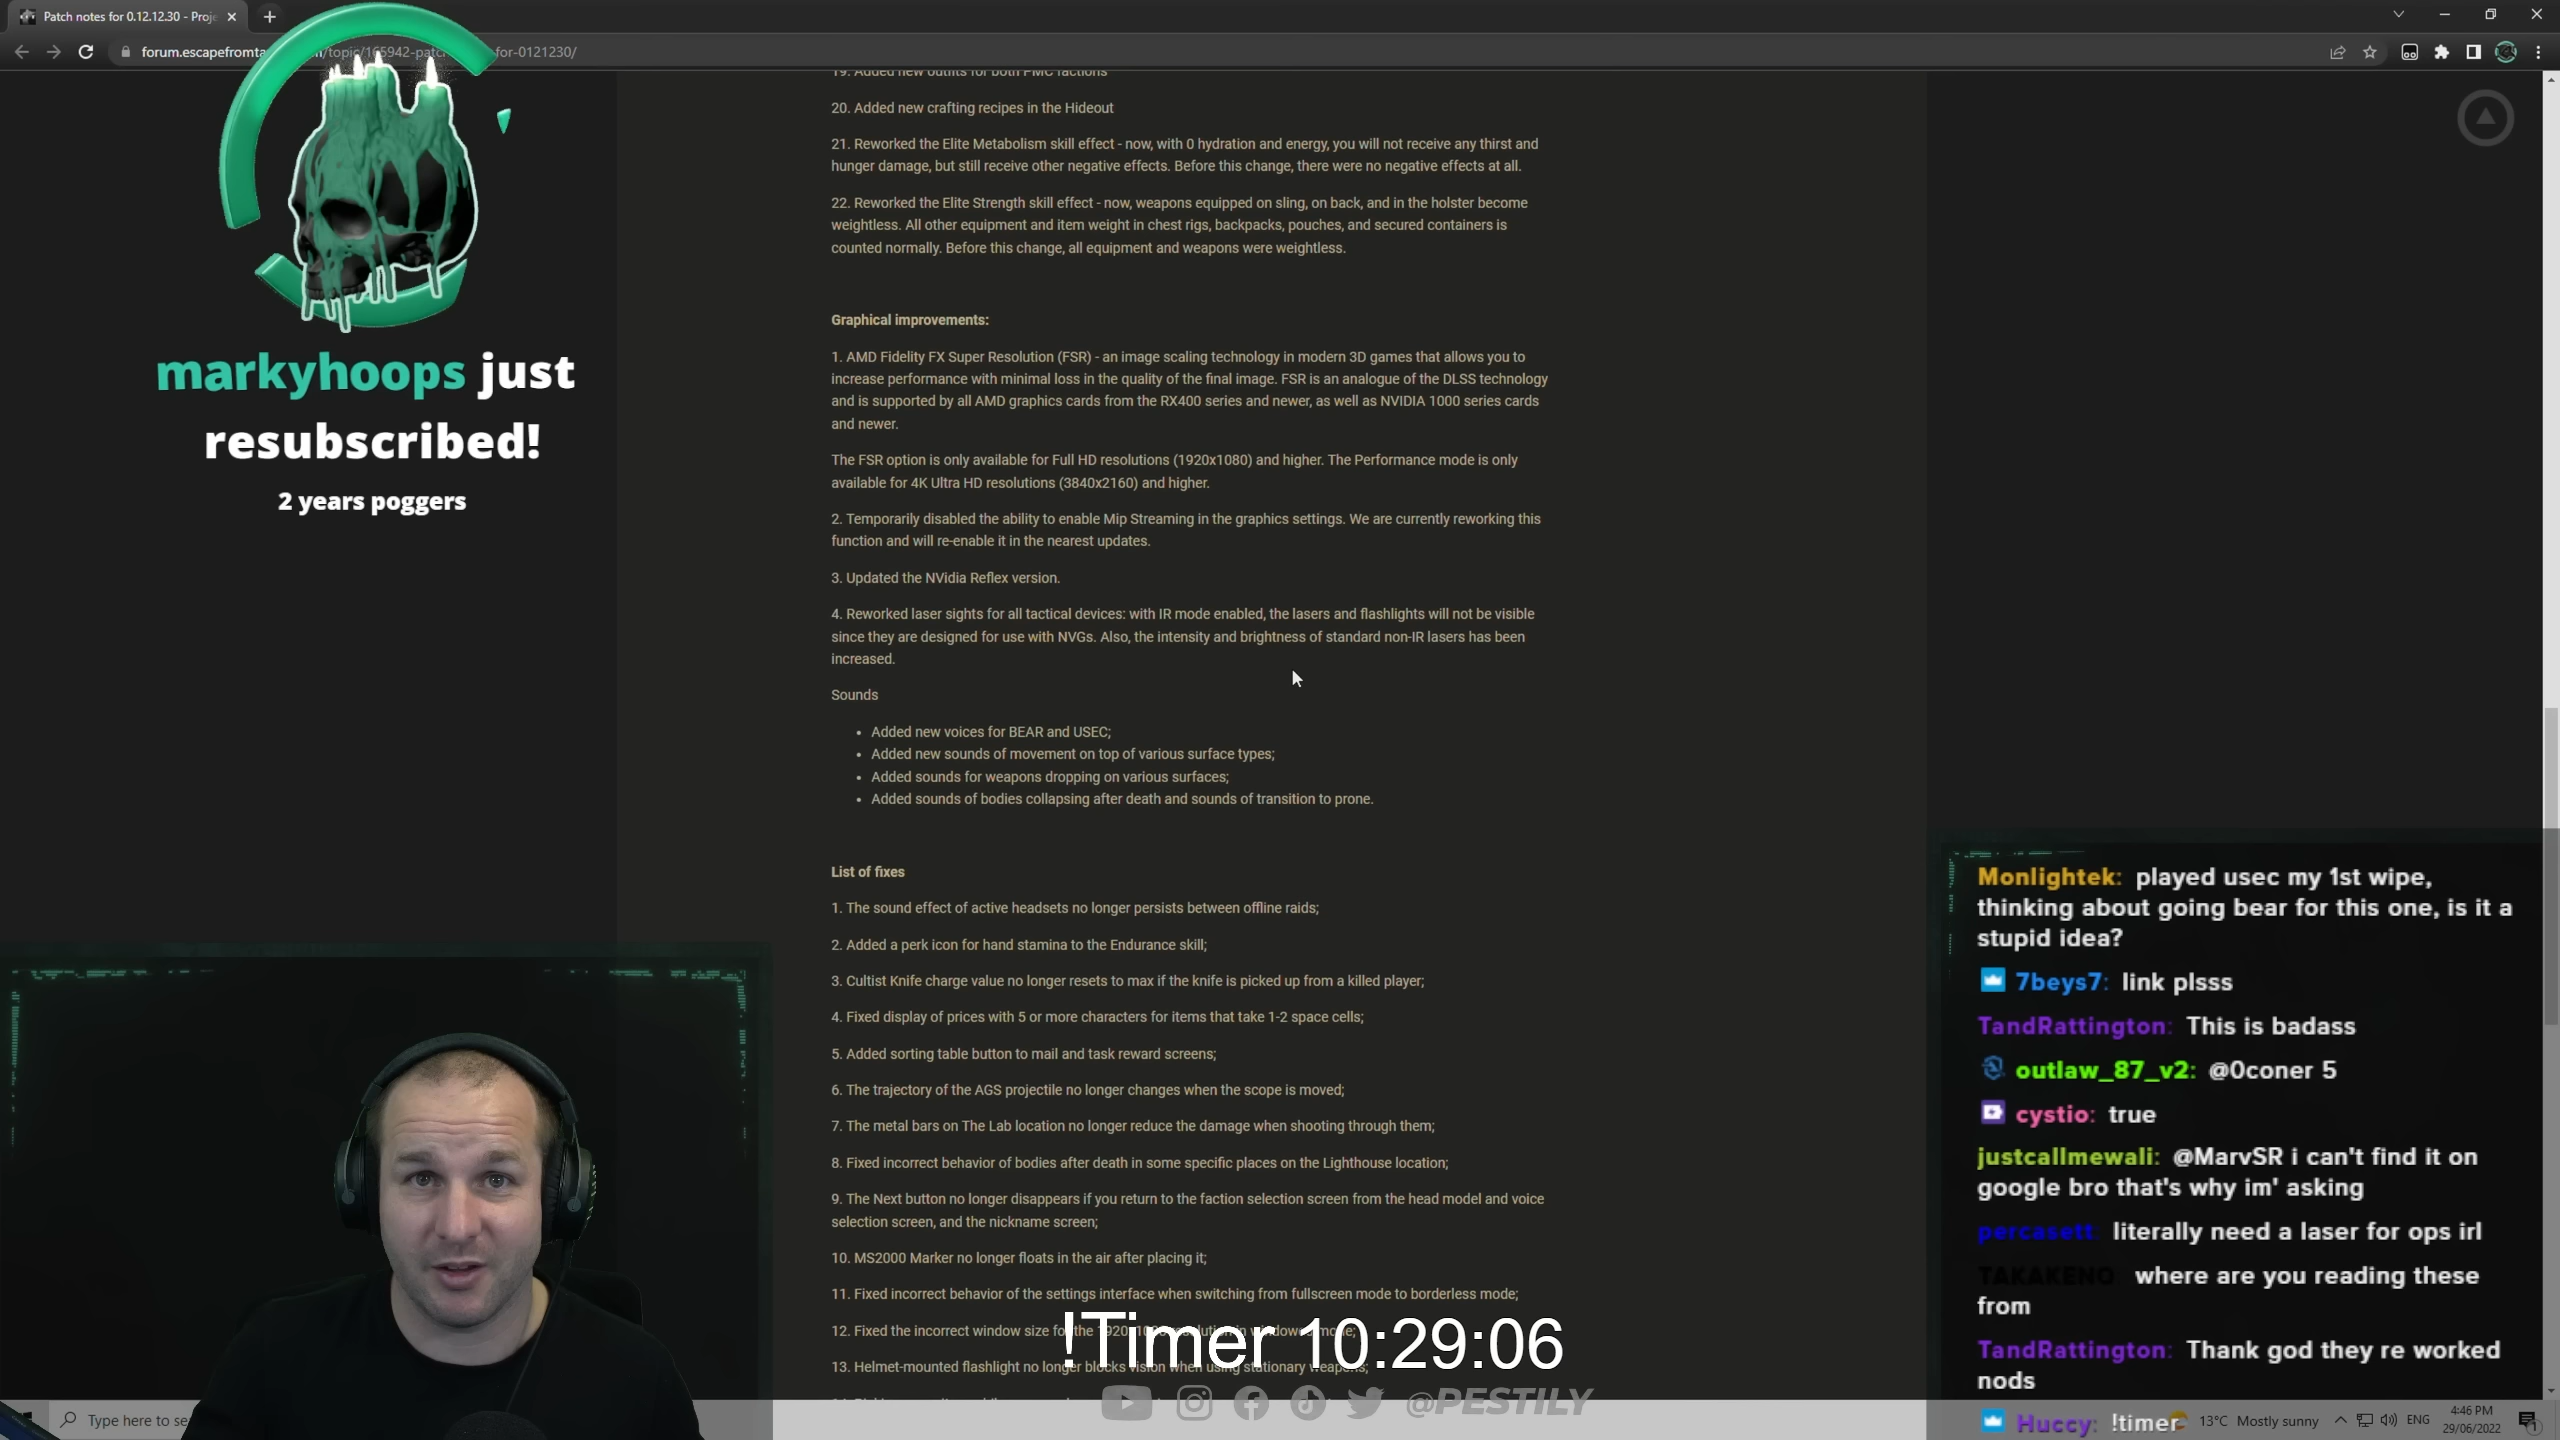 Patch notes for 0.12.12.30 - Proje
forum.escapefromta
/topic/165942-patc
for-0121230/
19. Added new outfits for both PMC factions
20. Added new crafting recipes in the Hideout
21. Reworked the Elite Metabolism skill effect - now, with 0 hydration and energy, you will not receive any thirst and
hunger damage, but still receive other negative effects. Before this change, there were no negative effects at all.
22. Reworked the Elite Strength skill effect - now, weapons equipped on sling, on back, and in the holster become
weightless. All other equipment and item weight in chest rigs, backpacks, pouches, and secured containers is
counted normally. Before this change, all equipment and weapons were weightless.
Graphical improvements:
1. AMD Fidelity FX Super Resolution (FSR) - an image scaling technology in modern 3D games that allows you to
increase performance with minimal loss in the quality of the final image. FSR is an analogue of the DLSS technology
and is supported by all AMD graphics cards from the RX400 series and newer, as well as NVIDIA 1000 series cards
and newer.
The FSR option is only available for Full HD resolutions (1920x1080) and higher. The Performance mode is only
available for 4K Ultra HD resolutions (3840x2160) and higher.
2. Temporarily disabled the ability to enable Mip Streaming in the graphics settings. We are currently reworking this
function and will re-enable it in the nearest updates.
3. Updated the NVidia Reflex version.
4. Reworked laser sights for all tactical devices: with IR mode enabled, the lasers and flashlights will not be visible
since they are designed for use with NVGs. Also, the intensity and brightness of standard non-IR lasers has been
increased.
Sounds
• Added new voices for BEAR and USEC;
• Added new sounds of movement on top of various surface types;
• Added sounds for weapons dropping on various surfaces;
• Added sounds of bodies collapsing after death and sounds of transition to prone.
List of fixes
1. The sound effect of active headsets no longer persists between offline raids;
2. Added a perk icon for hand stamina to the Endurance skill;
3. Cultist Knife charge value no longer resets to max if the knife is picked up from a killed player;
4. Fixed display of prices with 5 or more characters for items that take 1-2 space cells;
5. Added sorting table button to mail and task reward screens;
6. The trajectory of the AGS projectile no longer changes when the scope is moved;
7. The metal bars on The Lab location no longer reduce the damage when shooting through them;
8. Fixed incorrect behavior of bodies after death in some specific places on the Lighthouse location;
9. The Next button no longer disappears if you return to the faction selection screen from the head model and voice
selection screen, and the nickname screen;
10. MS2000 Marker no longer floats in the air after placing it;
11. Fixed incorrect behavior of the settings interface when switching from fullscreen mode to borderless mode;
12. Fixed the incorrect window size for the 1920
13. Helmet-mounted flashlight no longer blocks vision when using stationary weapons;
markyhoops just
resubscribed!
2 years poggers
!Timer 10:29:06
@PESTILY
Monlightek: played usec my 1st wipe,
thinking about going bear for this one, is it a
stupid idea?
7beys7: link plsss
TandRattington: This is badass
outlaw_87_v2: @0coner 5
cystio: true
justcallmewali: @MarvSR i can't find it on
google bro that's why im' asking
percasett: literally need a laser for ops irl
TAKAKENO where are you reading these
from
TandRattington: Thank god they re worked
nods
Huccy: !timer
Type here to se
13°C Mostly sunny
ENG
4:46 PM
29/06/2022